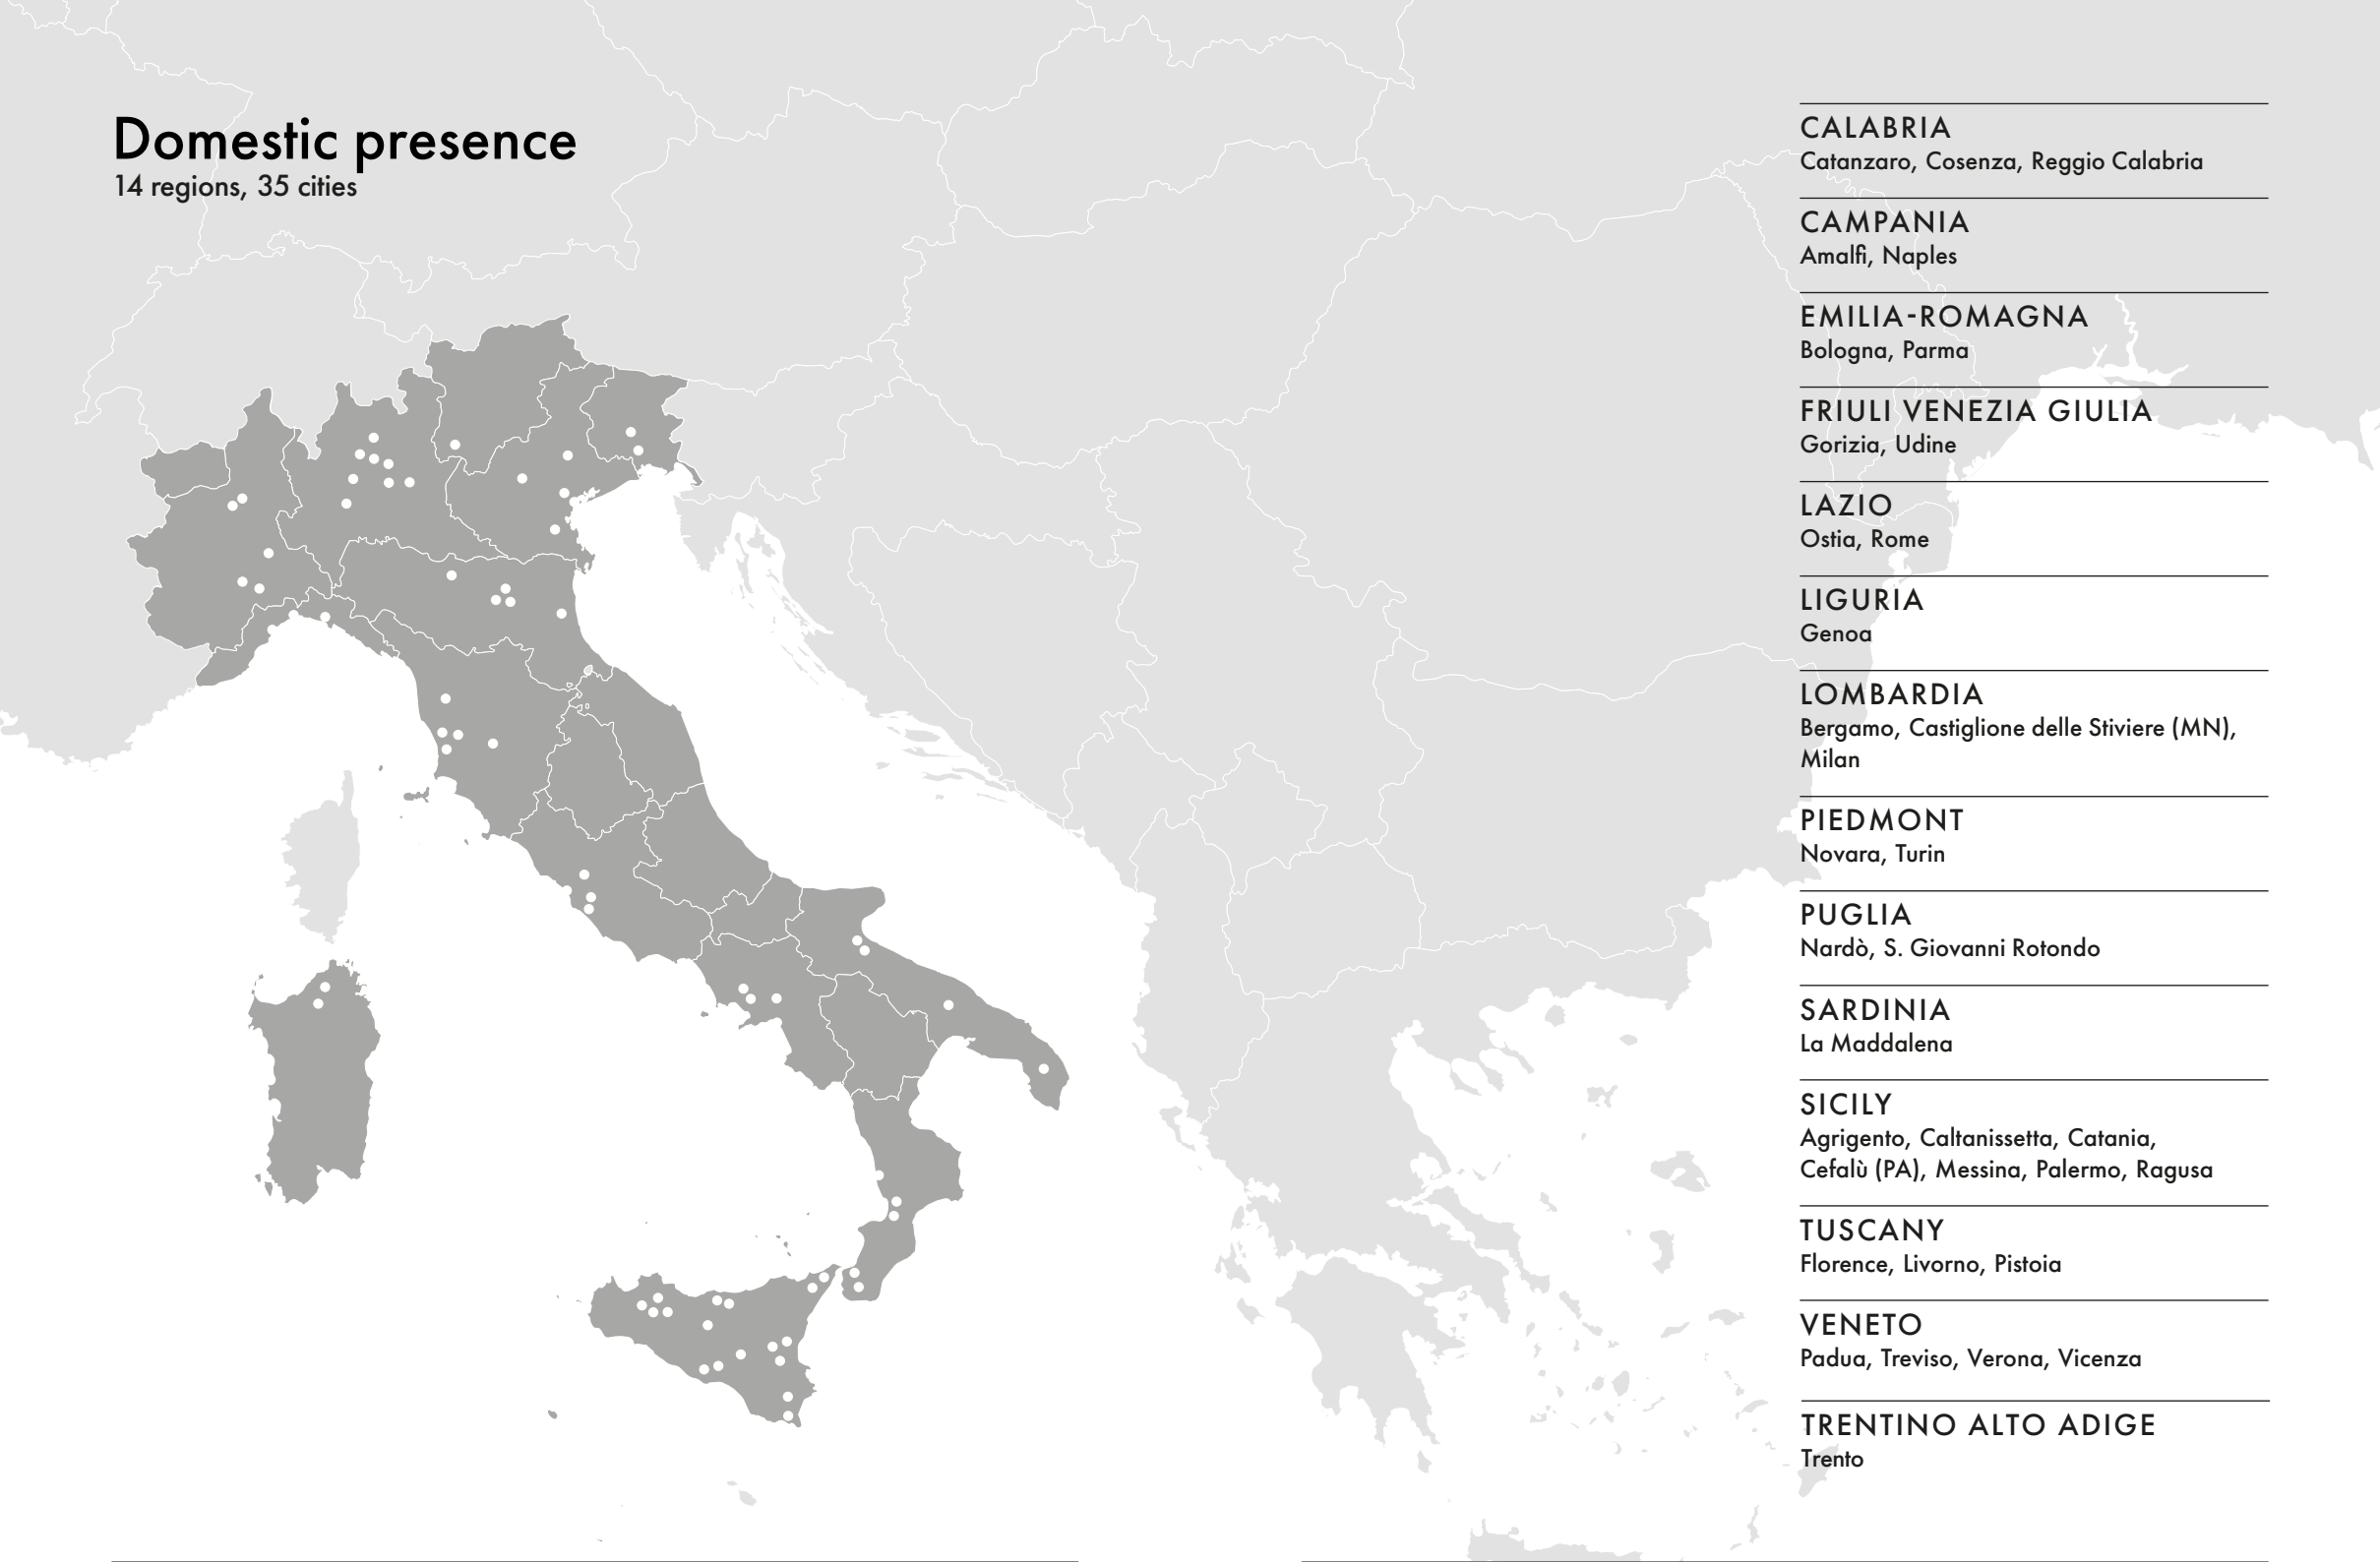 Domestic presence
14 regions, 35 cities
CALABRIA
Catanzaro, Cosenza, Reggio Calabria
CAMPANIA
Amalfi, Naples
EMILIA-ROMAGNA
Bologna, Parma
FRIULI VENEZIA GIULIA
Gorizia, Udine
LAZIO
Ostia, Rome
LIGURIA
Genoa
LOMBARDIA
Bergamo, Castiglione delle Stiviere (MN),
Milan
PIEDMONT
Novara, Turin
PUGLIA
Nardò, S. Giovanni Rotondo
SARDINIA
La Maddalena
SICILY
Agrigento, Caltanissetta, Catania,
Cefalù (PA), Messina, Palermo, Ragusa
TUSCANY
Florence, Livorno, Pistoia
VENETO
Padua, Treviso, Verona, Vicenza
TRENTINO ALTO ADIGE
Trento